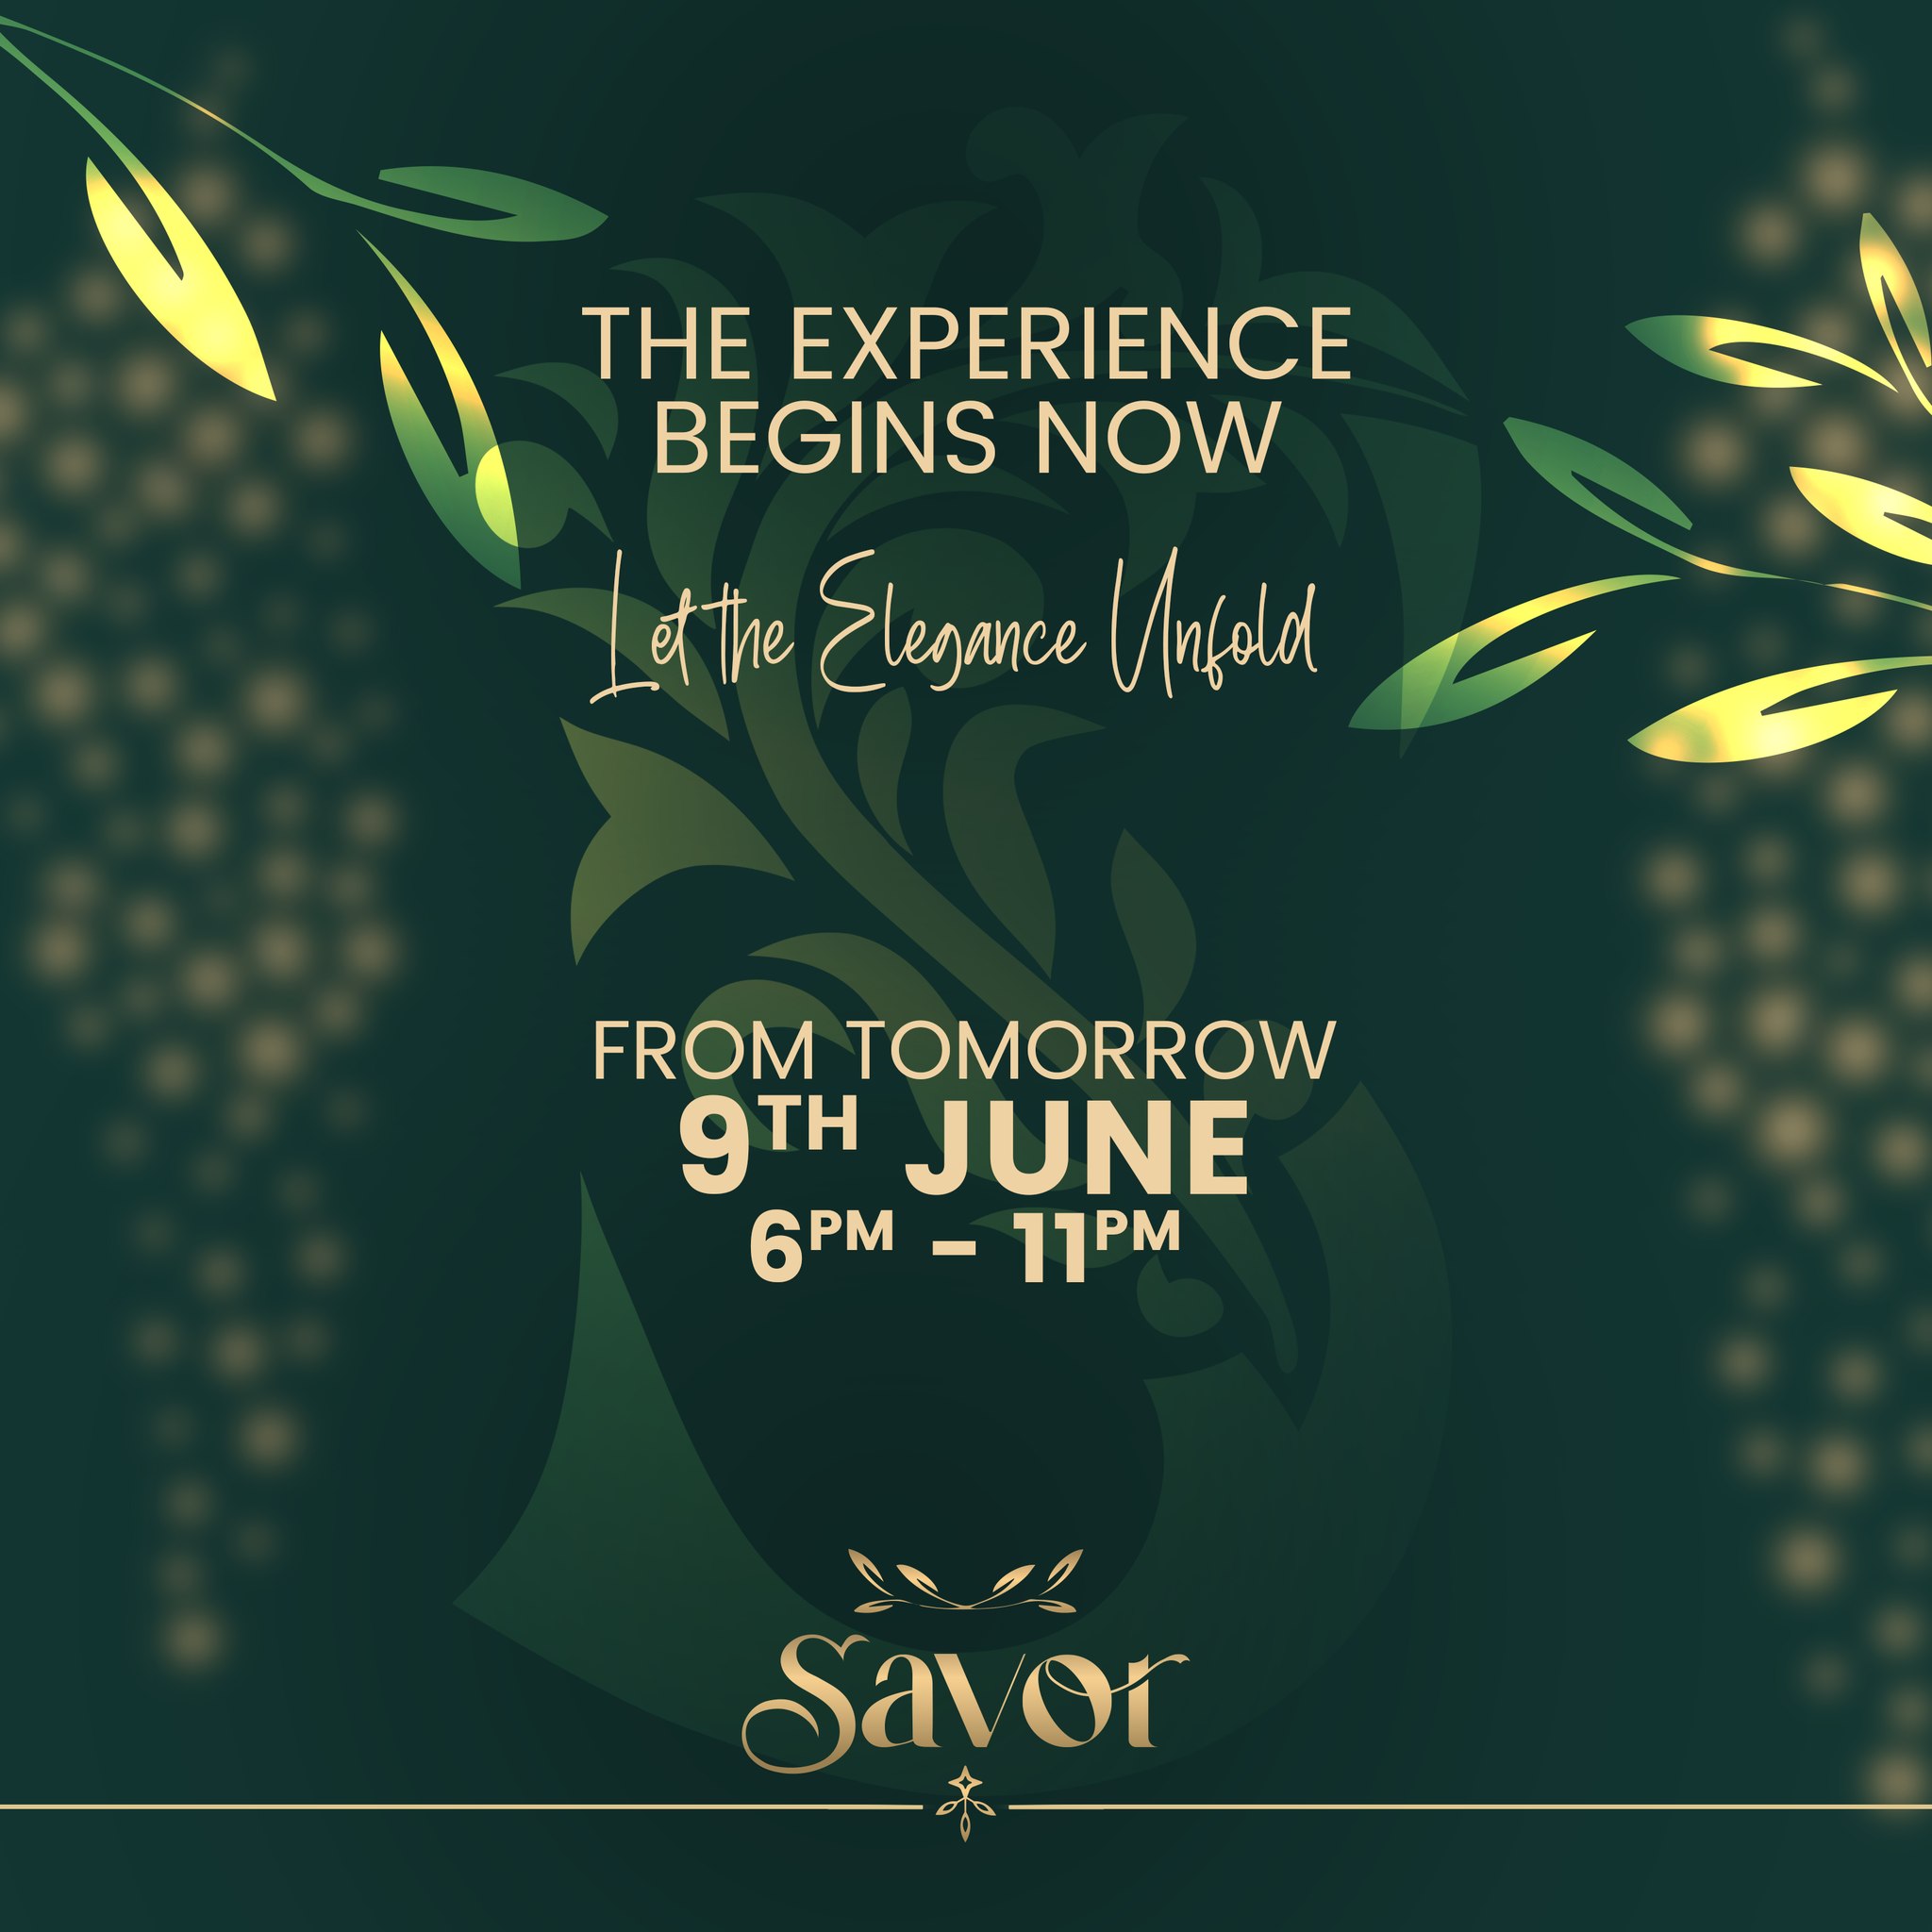 THE EXPERIENCE
BEGINS NOW
Let the Elegance Unfold
FROM TOMORROW
9TH JUNE
6PM - 11PM
Savor